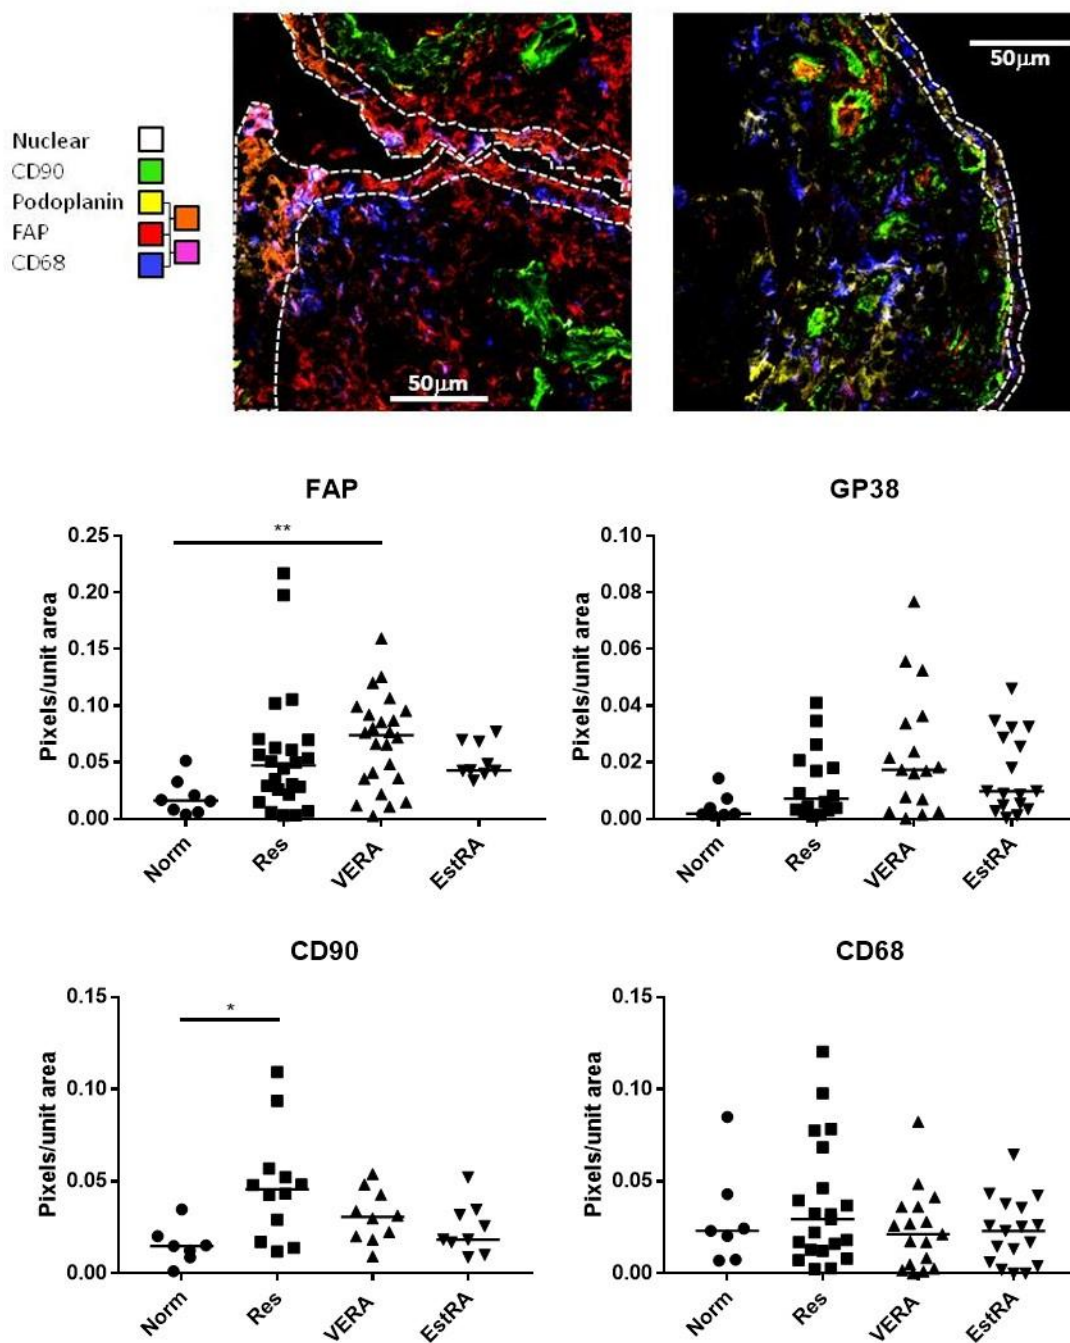 50μm
50μm
Nuclear
CD90
Podoplanin
FAP
CD68
FAP
**
Pixels/unit area
0.25
0.20
0.15
0.10
0.05
0.00
Norm
Res
VERA
EstRA
GP38
Pixels/unit area
0.10
0.08
0.06
0.04
0.02
0.00
Norm
Res
VERA
EstRA
CD90
*
Pixels/unit area
0.15
0.10
0.05
0.00
Norm
Res
VERA
EstRA
CD68
Pixels/unit area
0.15
0.10
0.05
0.00
Norm
Res
VERA
EstRA